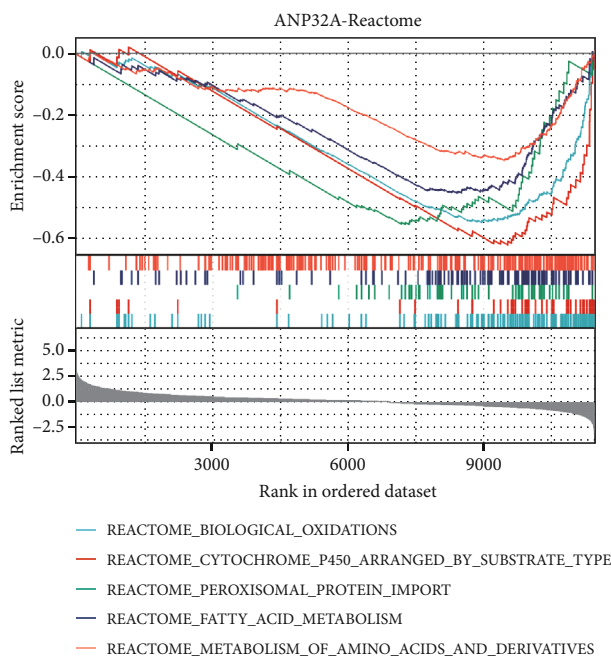 ANP32A-Reactome
Enrichment score
0.0
−0.2
−0.4
−0.6
Ranked list metric
5.0
2.5
0.0
−2.5
3000 6000 9000
Rank in ordered dataset
REACTOME_BIOLOGICAL_OXIDATIONS
REACTOME_CYTOCHROME_P450_ARRANGED_BY_SUBSTRATE_TYPE
REACTOME_PEROXISOMAL_PROTEIN_IMPORT
REACTOME_FATTY_ACID_METABOLISM
REACTOME_METABOLISM_OF_AMINO_ACIDS_AND_DERIVATIVES